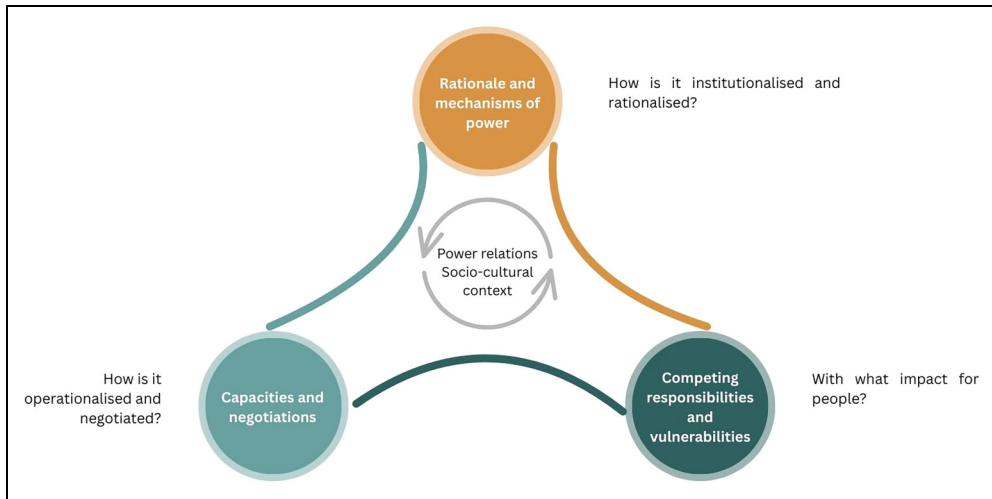 Rationale and
mechanisms of
power
How is it institutionalised and
rationalised?
Power relations
Socio-cultural
context
How is it
operationalised and
negotiated?
Capacities and
negotiations
Competing
responsibilities
and
vulnerabilities
With what impact for
people?